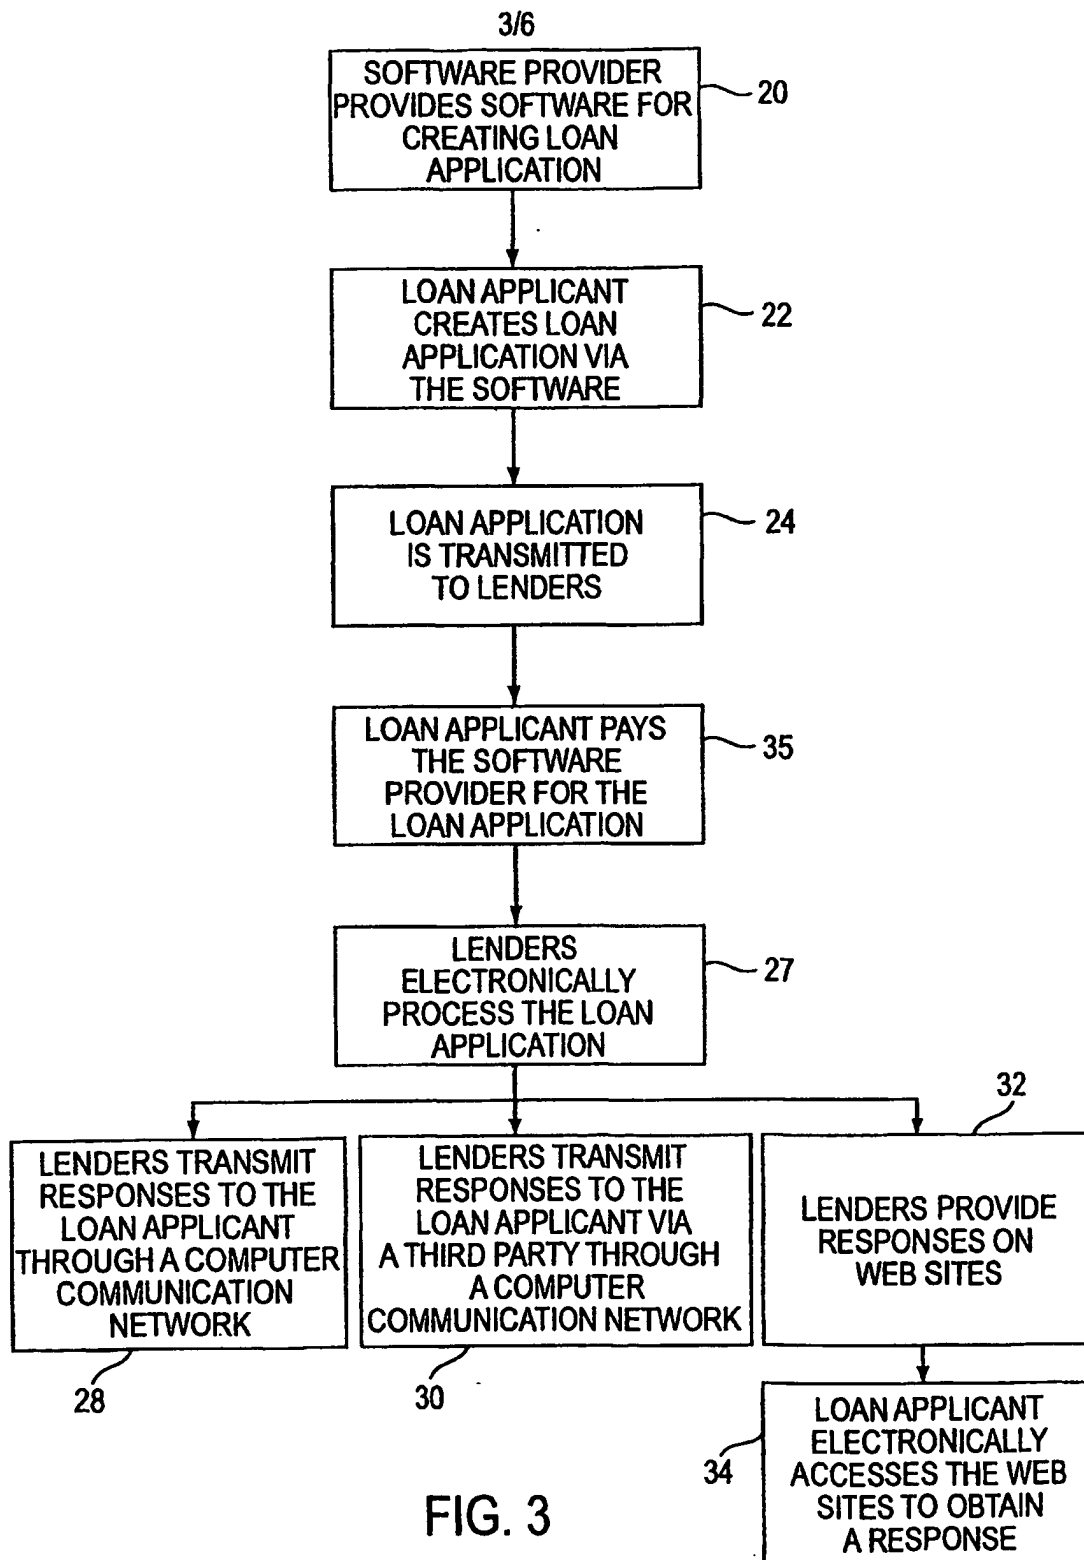 3/6
SOFTWARE PROVIDER
PROVIDES SOFTWARE FOR
CREATING LOAN
APPLICATION
20
LOAN APPLICANT
CREATES LOAN
APPLICATION VIA
THE SOFTWARE
22
LOAN APPLICATION
IS TRANSMITTED
TO LENDERS
24
LOAN APPLICANT PAYS
THE SOFTWARE
PROVIDER FOR THE
LOAN APPLICATION
35
LENDERS
ELECTRONICALLY
PROCESS THE LOAN
APPLICATION
27
LENDERS TRANSMIT
RESPONSES TO THE
LOAN APPLICANT
THROUGH A COMPUTER
COMMUNICATION
NETWORK
28
LENDERS TRANSMIT
RESPONSES TO THE
LOAN APPLICANT VIA
A THIRD PARTY THROUGH
A COMPUTER
COMMUNICATION NETWORK
30
32
LENDERS PROVIDE
RESPONSES ON
WEB SITES
34
LOAN APPLICANT
ELECTRONICALLY
ACCESSES THE WEB
SITES TO OBTAIN
A RESPONSE
FIG. 3